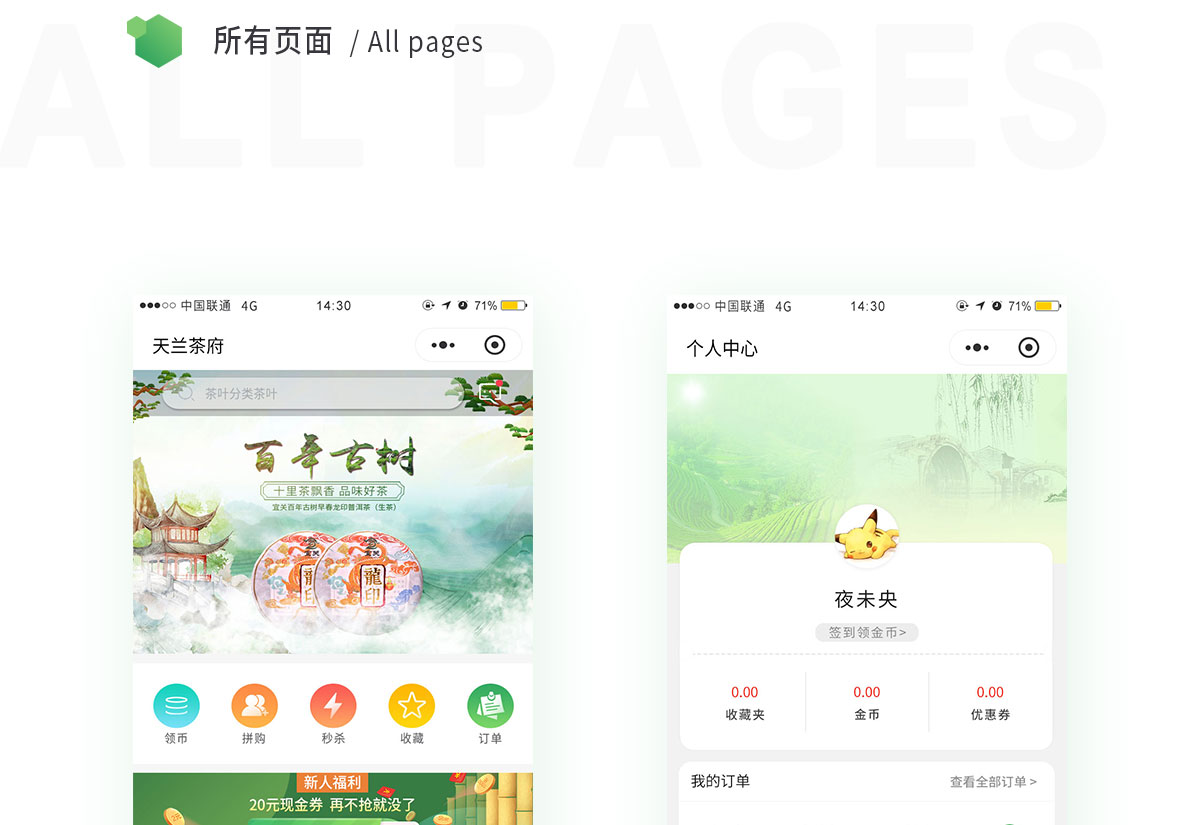 所有页面 / All pages
ALL PAGES
中国联通 4G 14:30 71%
天兰茶府
茶叶分类茶叶
百年古树
十里茶飘香 品味好茶
宜关百年古树早春龙印普洱茶（生茶）
宜关
龍印
龍印
领币 拼购 秒杀 收藏 订单
新人福利
20元现金券 再不抢就没了
中国联通 4G 14:30 71%
个人中心
夜未央
签到领金币>
0.00 0.00 0.00
收藏夹 金币 优惠券
我的订单 查看全部订单 >